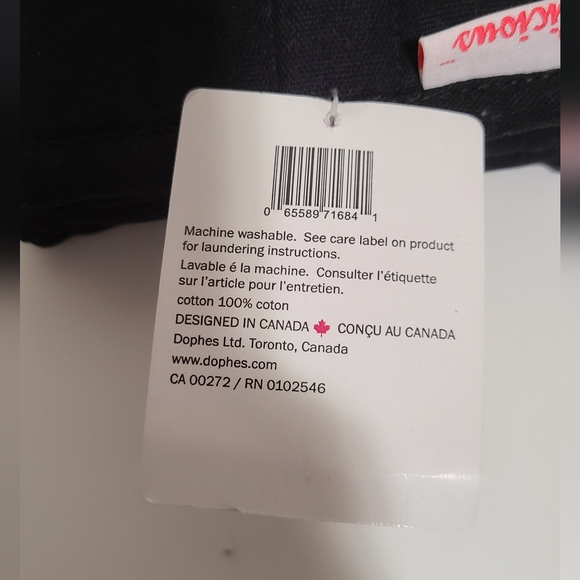 icious
0 65589 71684 1
Machine washable. See care label on product
for laundering instructions.
Lavable é la machine. Consulter l'étiquette
sur l'article pour l'entretien.
cotton 100% coton
DESIGNED IN CANADA CONÇU AU CANADA
Dophes Ltd. Toronto, Canada
www.dophes.com
CA 00272 / RN 0102546